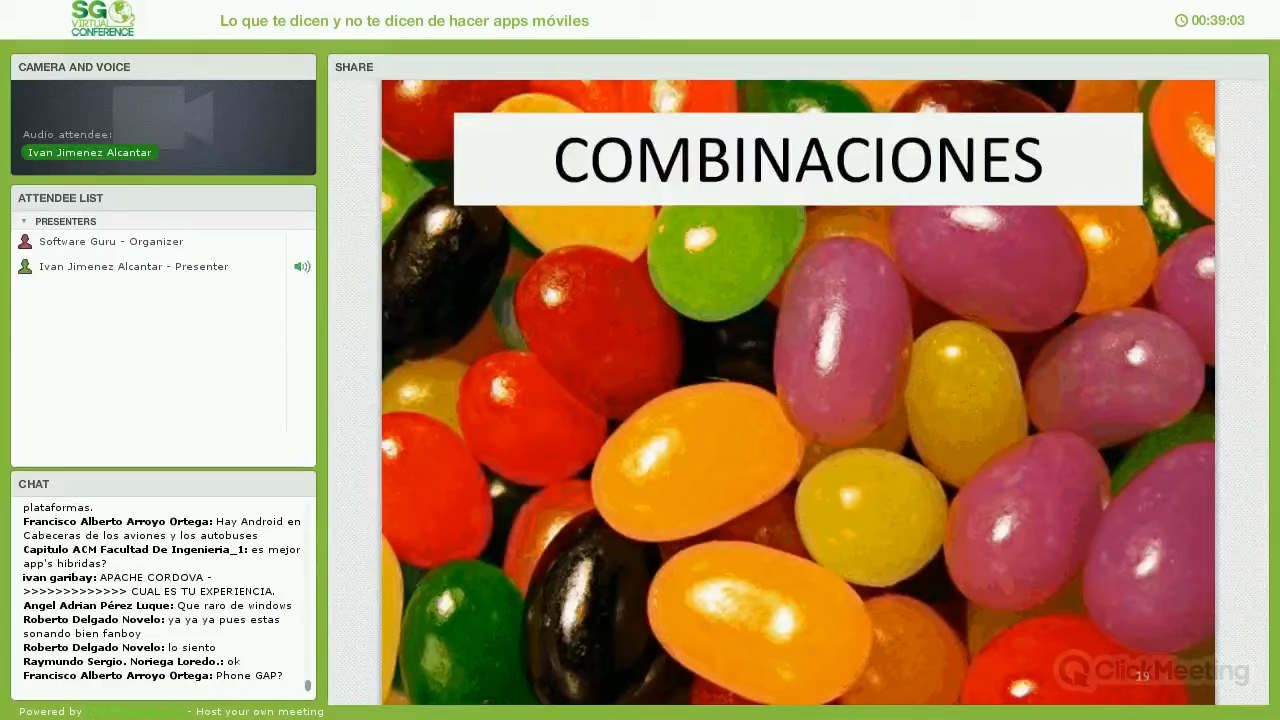 SG
VIRTUAL
CONFERENCE
Lo que te dicen y no te dicen de hacer apps móviles
00:39:03
CAMERA AND VOICE
Audio attendee:
Ivan Jimenez Alcantar
ATTENDEE LIST
PRESENTERS
Software Guru - Organizer
Ivan Jimenez Alcantar - Presenter
CHAT
plataformas.
Francisco Alberto Arroyo Ortega: Hay Android en
Cabeceras de los aviones y los autobuses
Capitulo ACM Facultad De Ingenieria_1: es mejor
app's hibridas?
ivan garibay: APACHE CORDOVA -
>>>>>>>>>>>>> CUAL ES TU EXPERIENCIA.
Angel Adrian Pérez Luque: Que raro de windows
Roberto Delgado Novelo: ya ya ya pues estas
sonando bien fanboy
Roberto Delgado Novelo: lo siento
Raymundo Sergio. Noriega Loredo.: ok
Francisco Alberto Arroyo Ortega: Phone GAP?
Powered by
- Host your own meeting
SHARE
COMBINACIONES
ClickMeeting
19